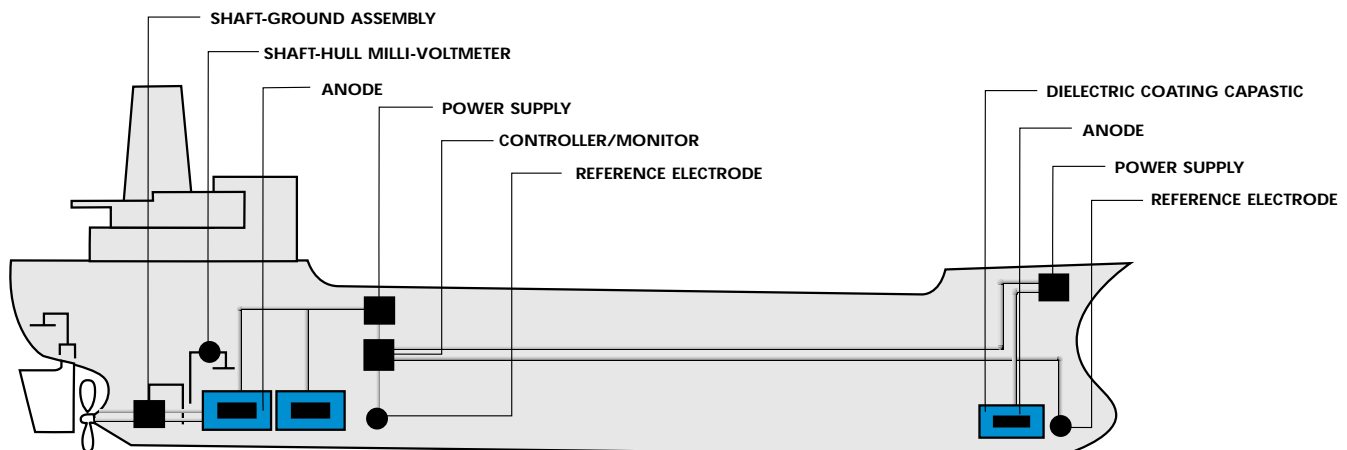 SHAFT-GROUND ASSEMBLY
SHAFT-HULL MILLI-VOLTMETER
ANODE
POWER SUPPLY
CONTROLLER/MONITOR
REFERENCE ELECTRODE
DIELECTRIC COATING CAPASTIC
ANODE
POWER SUPPLY
REFERENCE ELECTRODE